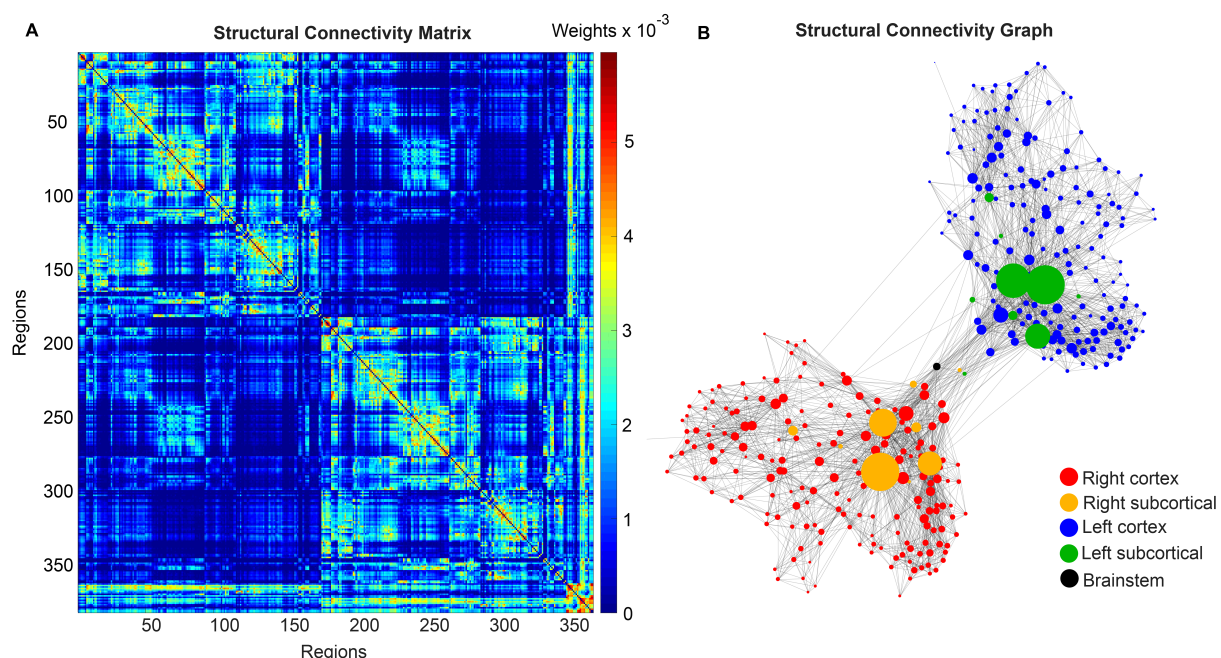 A
Structural Connectivity Matrix
Weights x 10^-3
50
100
150
200
250
300
350
Regions
50
150
150
200
250
300
350
Regions
5
4
3
2
1
0
B
Structural Connectivity Graph
Right cortex
Right subcortical
Left cortex
Left subcortical
Brainstem